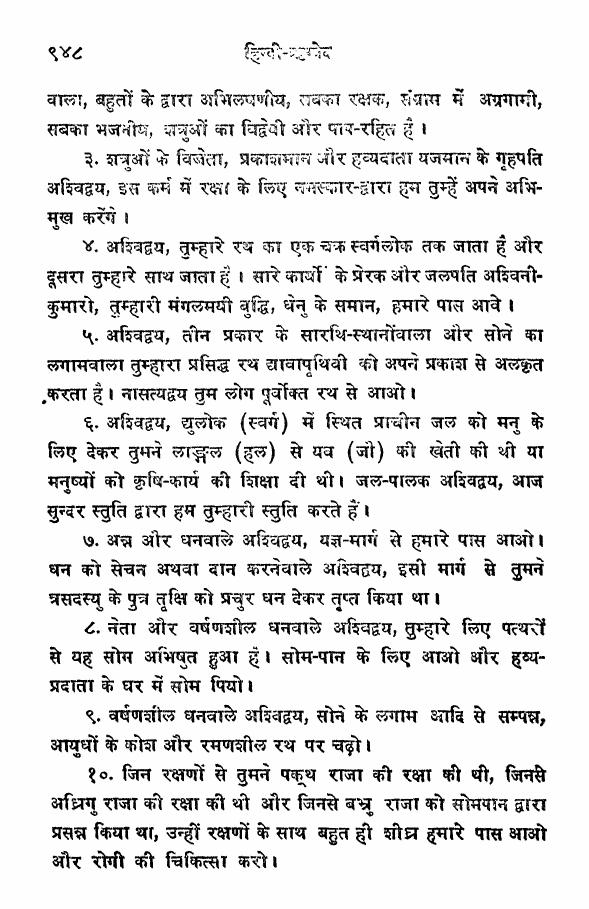 ९४८ हिन्दी-ऋग्वेद
वाला, बहुतों के द्वारा अभिलषणीय, सबका रक्षक, संग्राम में अग्रगामी,
सबका भजनीय, शत्रुओं का विद्वेषी और पाप-रहित है।
३. शत्रुओं के विजेता, प्रकाशमान और हव्यदाता यजमान के गृहपति
अश्विद्वय, इस कर्म में रक्षा के लिए नमस्कार-द्वारा हम तुम्हें अपने अभि-
मुख करेंगे।
४. अश्विद्वय, तुम्हारे रथ का एक चक्र स्वर्गलोक तक जाता है और
दूसरा तुम्हारे साथ जाता है। सारे कार्यों के प्रेरक और जलपति अश्विनी-
कुमारो, तुम्हारी मंगलमयी बुद्धि, धेनु के समान, हमारे पास आवे।
५. अश्विद्वय, तीन प्रकार के सारथि-स्थानोंवाला और सोने का
लगामवाला तुम्हारा प्रसिद्ध रथ द्यावापृथिवी को अपने प्रकाश से अलकृत
करता है। नासत्यद्वय तुम लोग पूर्वोक्त रथ से आओ।
६. अश्विद्वय, द्युलोक (स्वर्ग) में स्थित प्राचीन जल को मनु के
लिए देकर तुमने लाङ्गल (हल) से यव (जौ) की खेती की थी या
मनुष्यों को कृषि-कार्य की शिक्षा दी थी। जल-पालक अश्विद्वय, आज
सुन्दर स्तुति द्वारा हम तुम्हारी स्तुति करते हैं।
७. अन्न और धनवाले अश्विद्वय, यज्ञ-मार्ग से हमारे पास आओ।
धन को सेचन अथवा दान करनेवाले अश्विद्वय, इसी मार्ग से तुमने
त्रसदस्यु के पुत्र तृक्षि को प्रचुर धन देकर तृप्त किया था।
८. नेता और वर्षणशील धनवाले अश्विद्वय, तुम्हारे लिए पत्थरों
से यह सोम अभिषुत हुआ है। सोम-पान के लिए आओ और हव्य-
प्रदाता के घर में सोम पियो।
९. वर्षणशील धनवाले अश्विद्वय, सोने के लगाम आदि से सम्पन्न,
आयुधों के कोश और रमणशील रथ पर चढ़ो।
१०. जिन रक्षणों से तुमने पक्थ राजा की रक्षा की थी, जिनसे
अध्रिगु राजा की रक्षा की थी और जिनसे बभ्रु राजा को सोमपान द्वारा
प्रसन्न किया था, उन्हीं रक्षणों के साथ बहुत ही शीघ्र हमारे पास आओ
और रोगी की चिकित्सा करो।